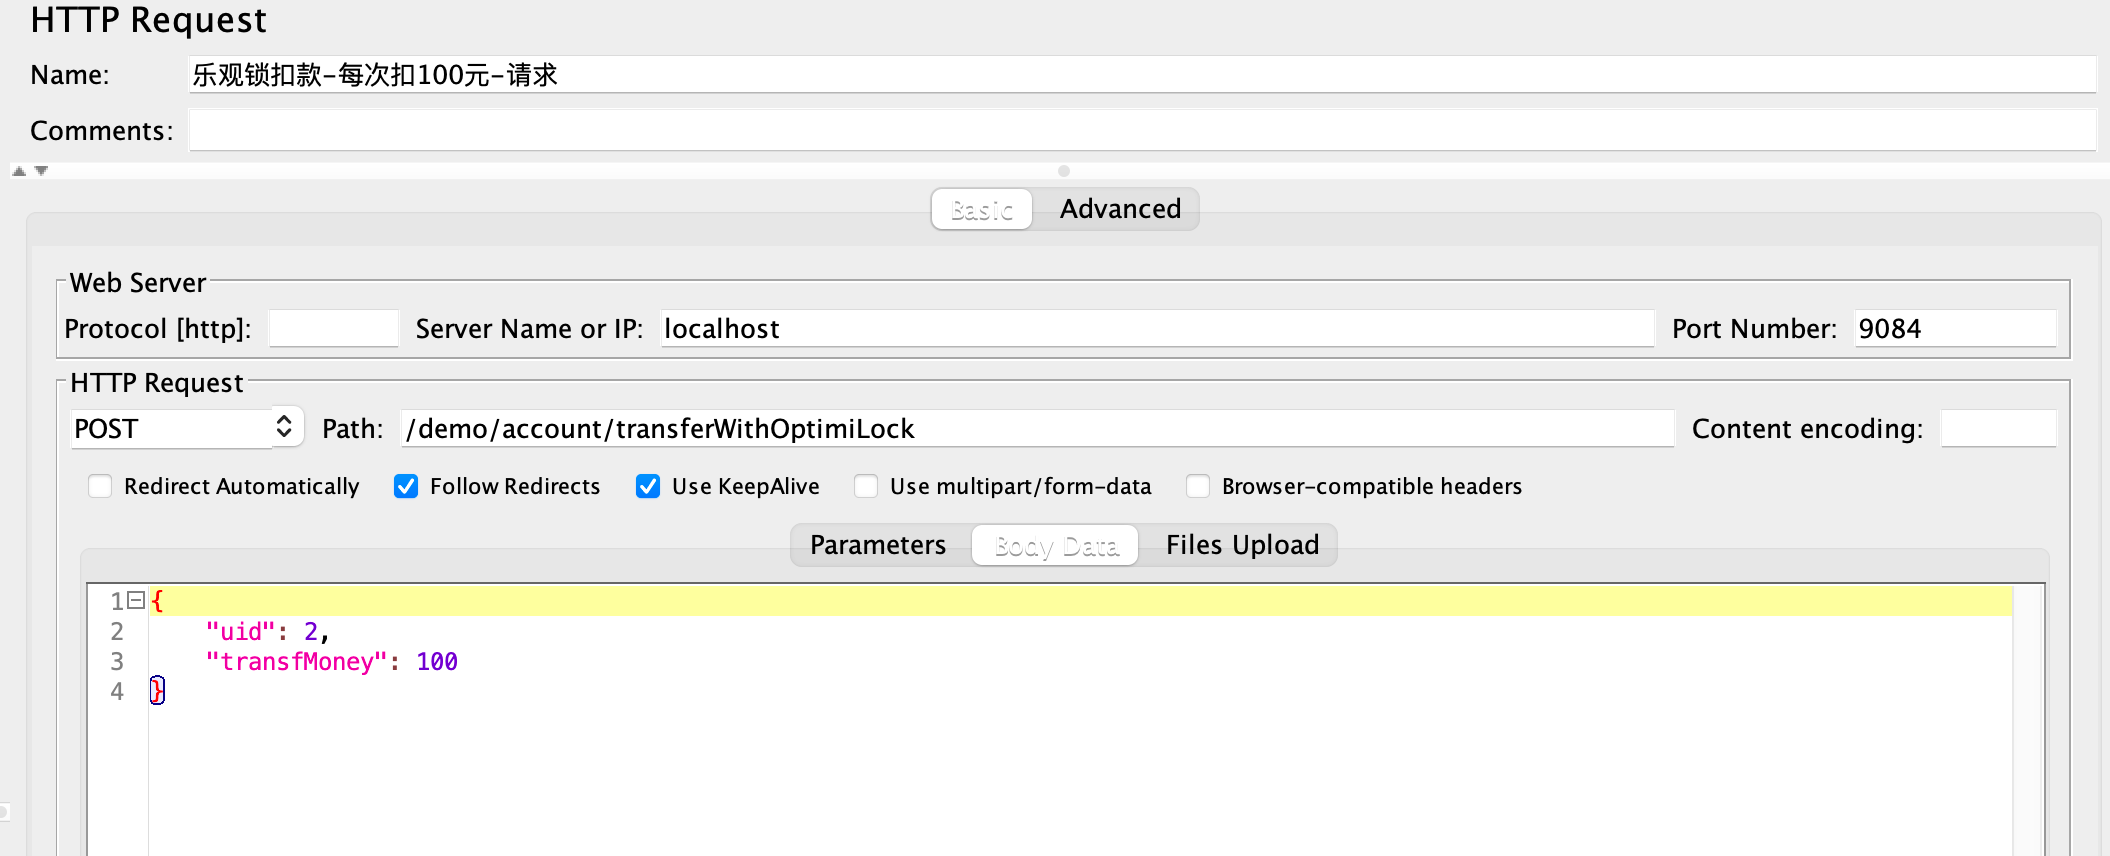 HTTP Request
Name: 乐观锁扣款-每次扣100元-请求
Comments:
Basic Advanced
Web Server
Protocol [http]: Server Name or IP: localhost Port Number: 9084
HTTP Request
POST Path: /demo/account/transferWithOptimiLock Content encoding:
Redirect Automatically Follow Redirects Use KeepAlive Use multipart/form-data Browser-compatible headers
Parameters Body Data Files Upload
1 {
2 "uid": 2,
3 "transfMoney": 100
4 }